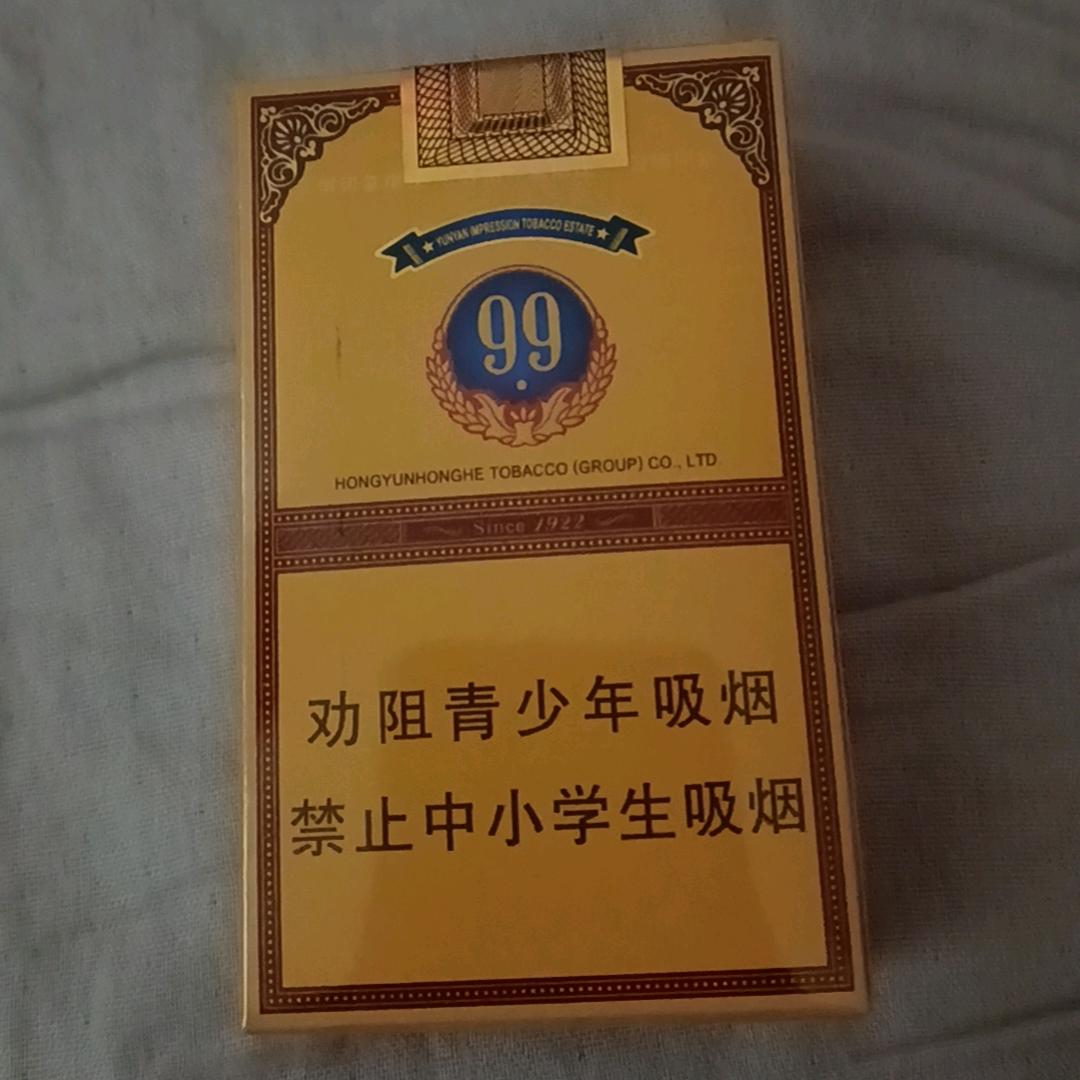 YUNYAN IMPRESSION TOBACCO ESTATE
99
HONGYUNHONGHE TOBACCO (GROUP) CO., LTD
Since 1922
劝阻青少年吸烟
禁止中小学生吸烟